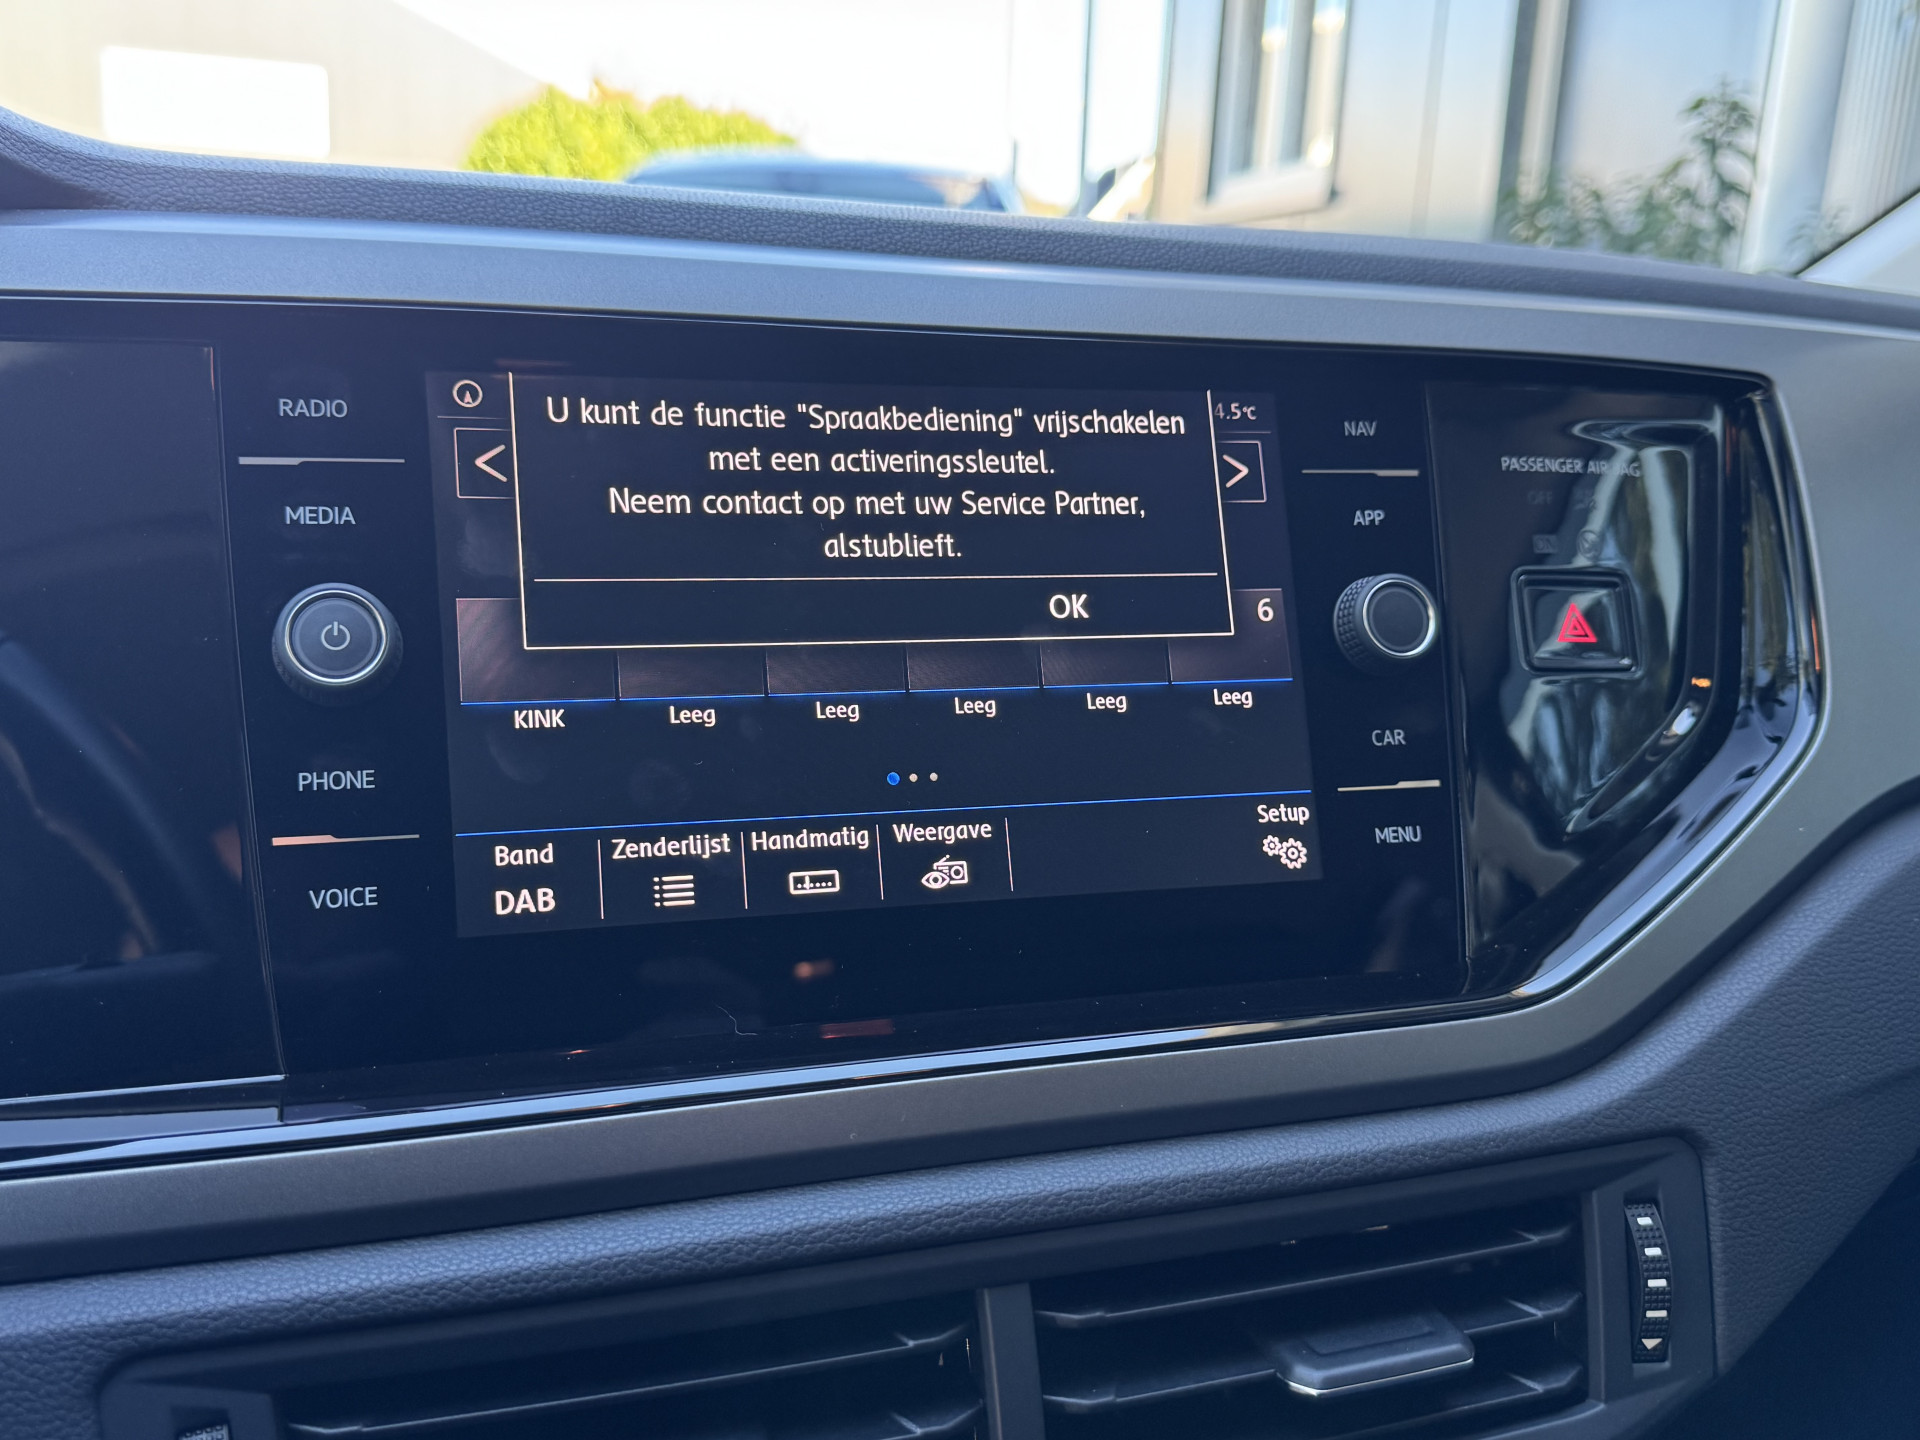 RADIO
MEDIA
PHONE
VOICE
U kunt de functie "Spraakbediening" vrijschakelen
met een activeringssleutel.
Neem contact op met uw Service Partner,
alstublieft.
OK
4.5°C
6
KINK
Leeg
Leeg
Leeg
Leeg
Leeg
Band
DAB
Zenderlijst
Handmatig
Weergave
Setup
NAV
APP
CAR
MENU
PASSENGER AIRBAG
OFF